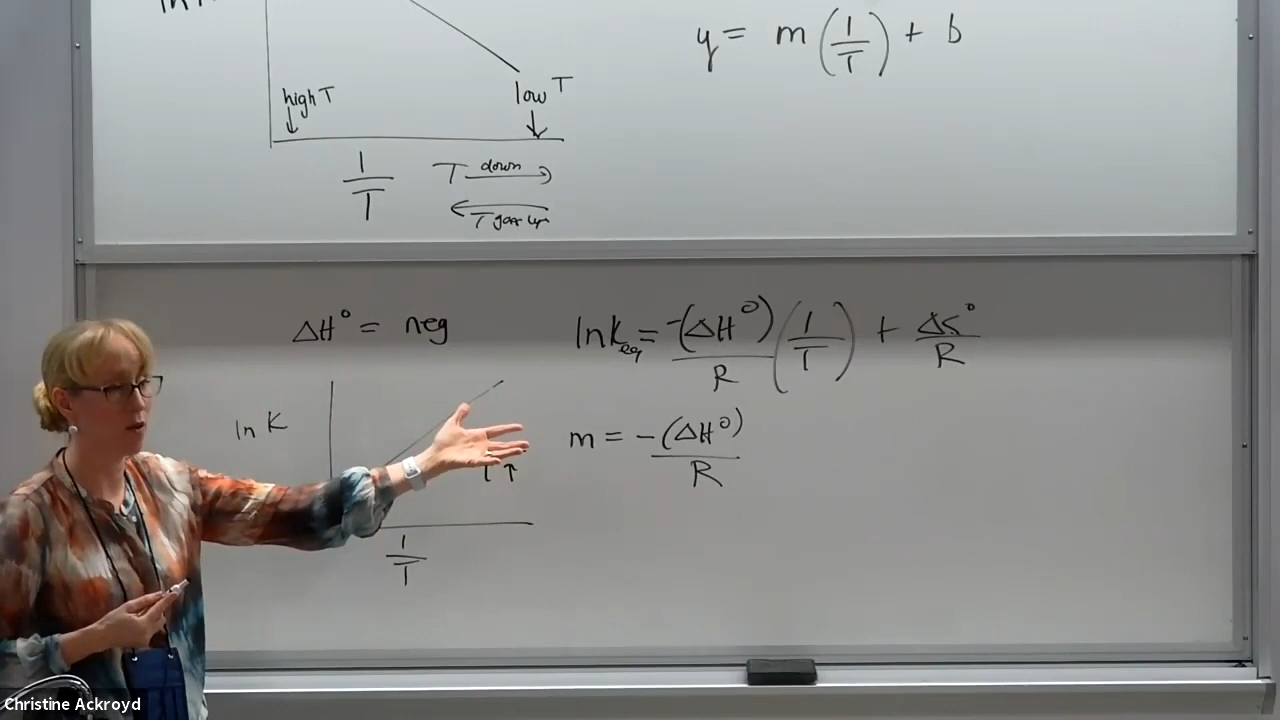 y = m (1/T) + b
high T
low T
1/T
T down
T goes up
ΔH° = neg
ln Keq = -(ΔH°)/R (1/T) + ΔS°/R
ln K
m = -(ΔH°)/R
1/T
Christine Ackroyd